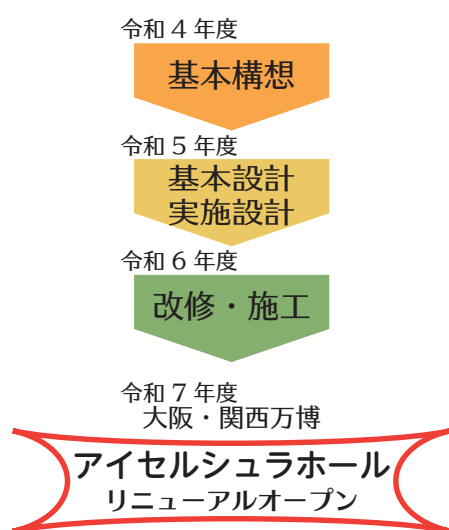 令和４年度
基本構想
令和５年度
基本設計
実施設計
令和６年度
改修・施工
令和７年度
大阪・関西万博
アイセルシュラホール
リニューアルオープン